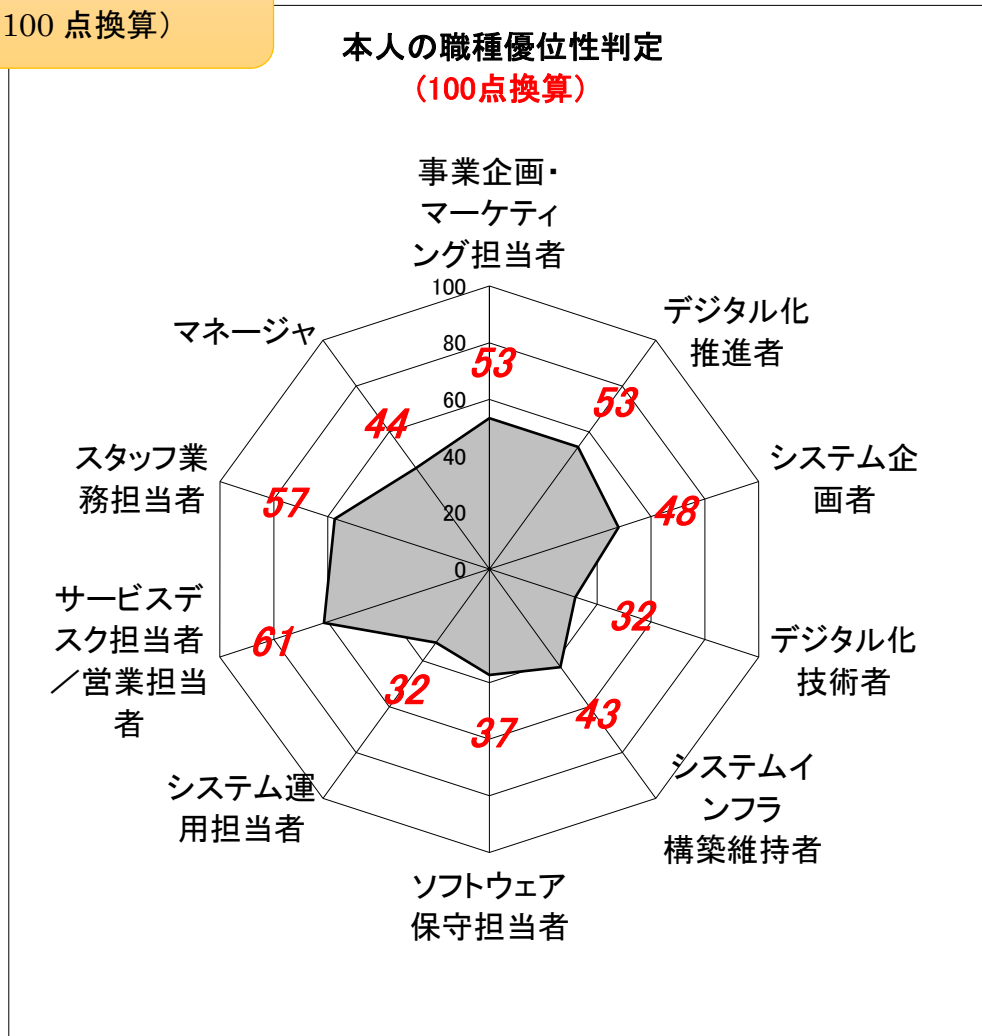 100 点換算）
本人の職種優位性判定
（100点換算）
事業企画・
マーケティ
ング担当者
デジタル化
推進者
システム企
画者
デジタル化
技術者
システムイ
ンフラ
構築維持者
ソフトウェア
保守担当者
システム運
用担当者
サービスデ
スク担当者
／営業担当
者
スタッフ業
務担当者
マネージャ
100
80
60
40
20
0
53
53
48
32
43
37
32
61
57
44